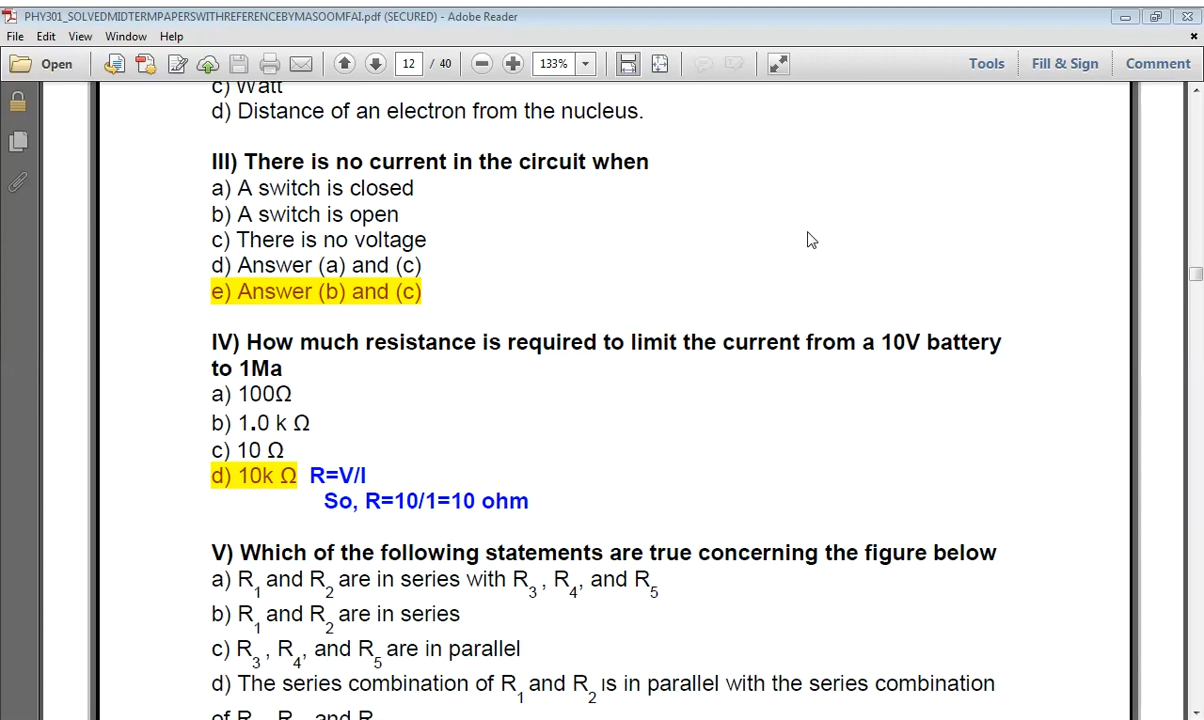 PHY301_SOLVEDMIDTERMPAPERSWITHREFERENCEBYMASOOMFAI.pdf (SECURED) - Adobe Reader
File Edit View Window Help
Open 12 / 40 133% Tools Fill & Sign Comment
c) Watt
d) Distance of an electron from the nucleus.
III) There is no current in the circuit when
a) A switch is closed
b) A switch is open
c) There is no voltage
d) Answer (a) and (c)
e) Answer (b) and (c)
IV) How much resistance is required to limit the current from a 10V battery
to 1Ma
a) 100Ω
b) 1.0 k Ω
c) 10 Ω
d) 10k Ω R=V/I
So, R=10/1=10 ohm
V) Which of the following statements are true concerning the figure below
a) R1 and R2 are in series with R3 , R4, and R5
b) R1 and R2 are in series
c) R3 , R4, and R5 are in parallel
d) The series combination of R1 and R2 is in parallel with the series combination
of R R and R